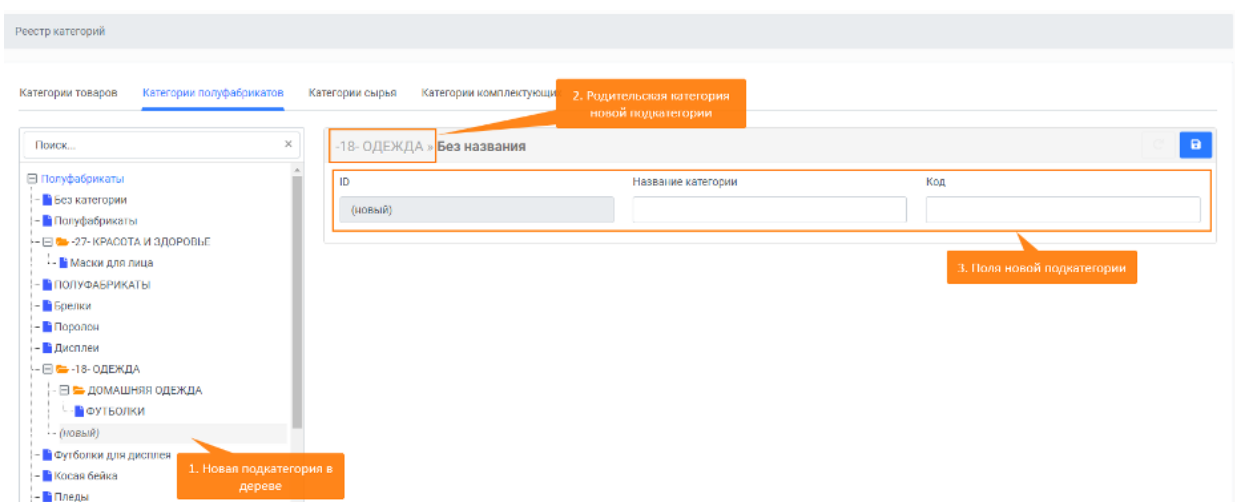 Реестр категорий
Категории товаров Категории полуфабрикатов Категории сырья Категории комплектующих
2. Родительская категория
новой подкатегории
Поиск... ×
-18- ОДЕЖДА » Без названия
Полуфабрикаты
Без категории
Полуфабрикаты
-27- КРАСОТА И ЗДОРОВЬЕ
Маски для лица
ПОЛУФАБРИКАТЫ
Брелки
Поролон
Дисплеи
-18- ОДЕЖДА
ДОМАШНЯЯ ОДЕЖДА
ФУТБОЛКИ
(новый)
Футболки для дисплея
Косая бейка
Пледы
ID Название категории Код
(новый)
3. Поля новой подкатегории
1. Новая подкатегория в
дереве